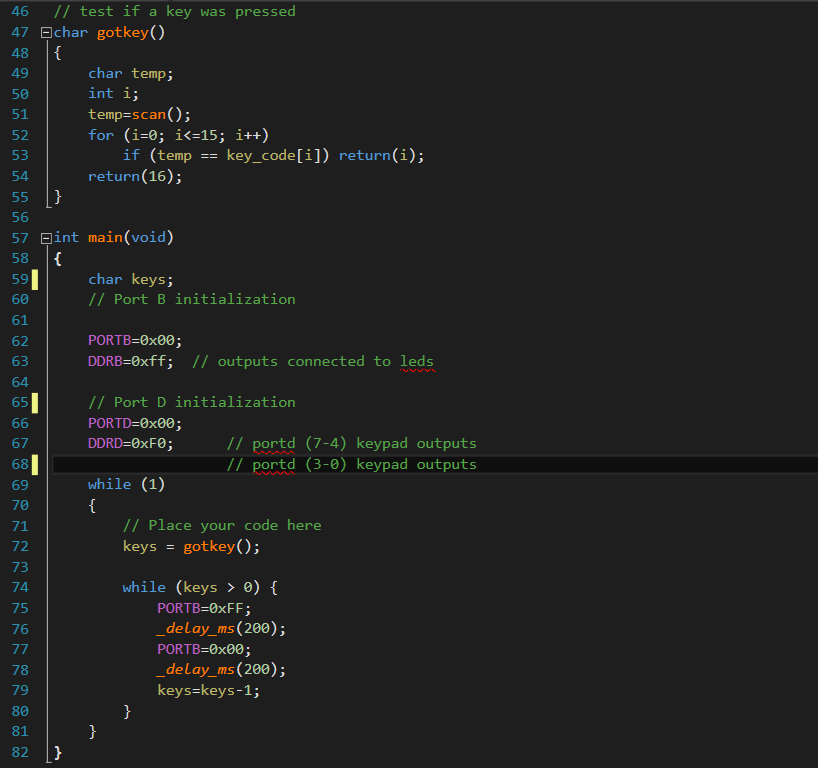 46 // test if a key was pressed
47 char gotkey()
48 {
49     char temp;
50     int i;
51     temp=scan();
52     for (i=0; i<=15; i++)
53         if (temp == key_code[i]) return(i);
54     return(16);
55 }
56
57 int main(void)
58 {
59     char keys;
60     // Port B initialization
61
62     PORTB=0x00;
63     DDRB=0xff;  // outputs connected to leds
64
65     // Port D initialization
66     PORTD=0x00;
67     DDRD=0xF0;      // portd (7-4) keypad outputs
68                     // portd (3-0) keypad outputs
69     while (1)
70     {
71         // Place your code here
72         keys = gotkey();
73
74         while (keys > 0) {
75             PORTB=0xFF;
76             _delay_ms(200);
77             PORTB=0x00;
78             _delay_ms(200);
79             keys=keys-1;
80         }
81     }
82 }